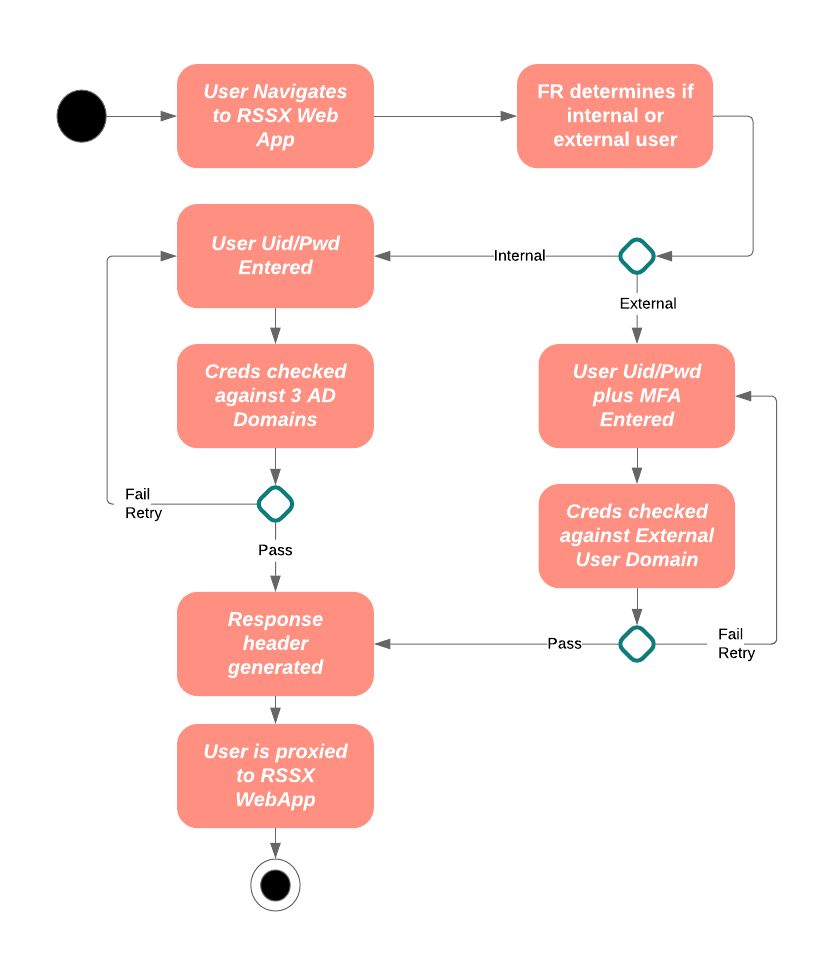 User Navigates
to RSSX Web
App
FR determines if
internal or
external user
User Uid/Pwd
Entered
Internal
External
Creds checked
against 3 AD
Domains
User Uid/Pwd
plus MFA
Entered
Fail
Retry
Pass
Creds checked
against External
User Domain
Response
header
generated
Pass
Fail
Retry
User is proxied
to RSSX
WebApp